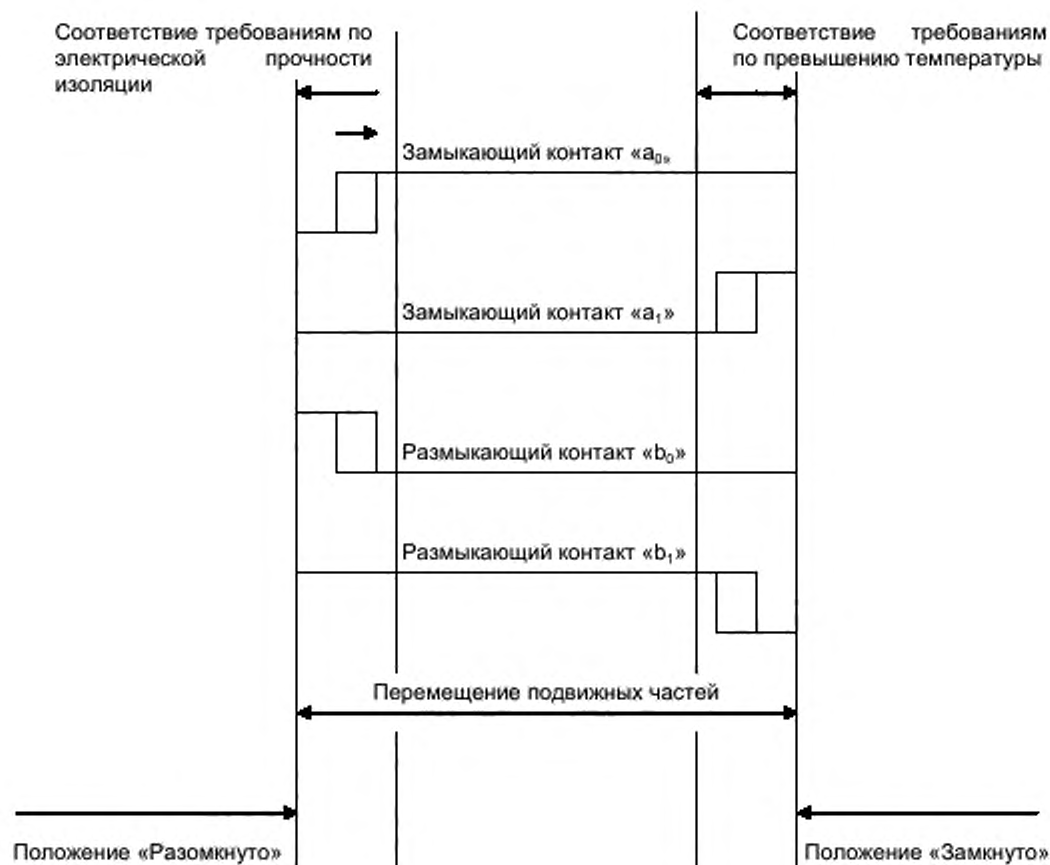 Соответствие требованиям по
электрической прочности
изоляции
Соответствие требованиям
по превышению температуры
Замыкающий контакт «a₀»
Замыкающий контакт «a₁»
Размыкающий контакт «b₀»
Размыкающий контакт «b₁»
Перемещение подвижных частей
Положение «Разомкнуто»
Положение «Замкнуто»